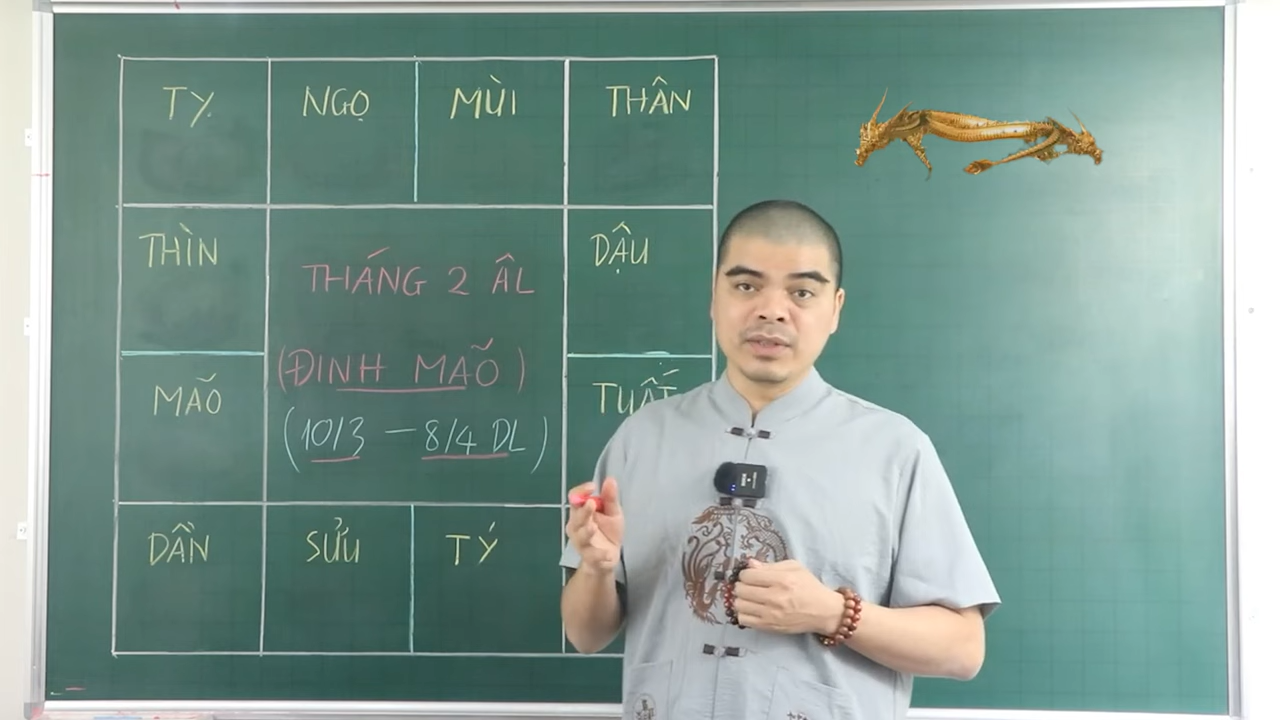 TỴ
NGỌ
MÙI
THÂN
THÌN
DẬU
THÁNG 2 ÂL
(ĐINH MÃO)
(10/3 – 8/4 DL)
MÃO
TUẤT
DẦN
SỬU
TÝ